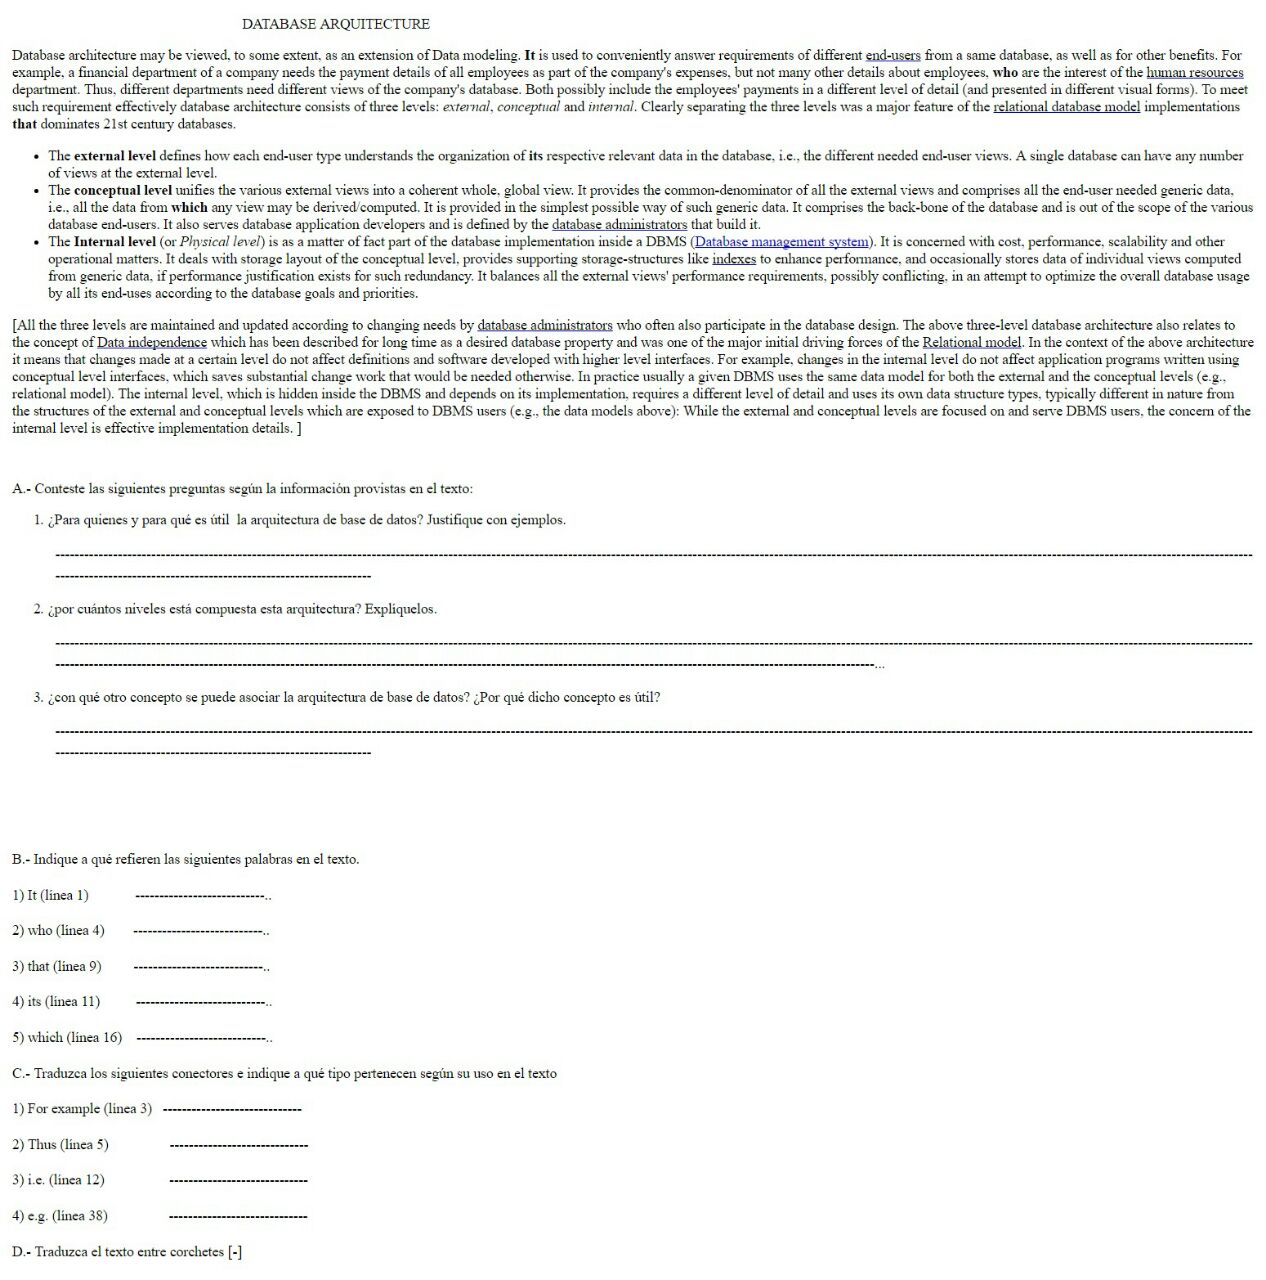 DATABASE ARQUITECTURE
Database architecture may be viewed, to some extent, as an extension of Data modeling. It is used to conveniently answer requirements of different end-users from a same database, as well as for other benefits. For
example, a financial department of a company needs the payment details of all employees as part of the company's expenses, but not many other details about employees, who are the interest of the human resources
department. Thus, different departments need different views of the company's database. Both possibly include the employees' payments in a different level of detail (and presented in different visual forms). To meet
such requirement effectively database architecture consists of three levels: external, conceptual and internal. Clearly separating the three levels was a major feature of the relational database model implementations
that dominates 21st century databases.
• The external level defines how each end-user type understands the organization of its respective relevant data in the database, i.e., the different needed end-user views. A single database can have any number
of views at the external level.
• The conceptual level unifies the various external views into a coherent whole, global view. It provides the common-denominator of all the external views and comprises all the end-user needed generic data,
i.e., all the data from which any view may be derived/computed. It is provided in the simplest possible way of such generic data. It comprises the back-bone of the database and is out of the scope of the various
database end-users. It also serves database application developers and is defined by the database administrators that build it.
• The Internal level (or Physical level) is as a matter of fact part of the database implementation inside a DBMS (Database management system). It is concerned with cost, performance, scalability and other
operational matters. It deals with storage layout of the conceptual level, provides supporting storage-structures like indexes to enhance performance, and occasionally stores data of individual views computed
from generic data, if performance justification exists for such redundancy. It balances all the external views' performance requirements, possibly conflicting, in an attempt to optimize the overall database usage
by all its end-uses according to the database goals and priorities.
[All the three levels are maintained and updated according to changing needs by database administrators who often also participate in the database design. The above three-level database architecture also relates to
the concept of Data independence which has been described for long time as a desired database property and was one of the major initial driving forces of the Relational model. In the context of the above architecture
it means that changes made at a certain level do not affect definitions and software developed with higher level interfaces. For example, changes in the internal level do not affect application programs written using
conceptual level interfaces, which saves substantial change work that would be needed otherwise. In practice usually a given DBMS uses the same data model for both the external and the conceptual levels (e.g.,
relational model). The internal level, which is hidden inside the DBMS and depends on its implementation, requires a different level of detail and uses its own data structure types, typically different in nature from
the structures of the external and conceptual levels which are exposed to DBMS users (e.g., the data models above): While the external and conceptual levels are focused on and serve DBMS users, the concern of the
internal level is effective implementation details. ]
A.- Conteste las siguientes preguntas según la información provistas en el texto:
1. ¿Para quienes y para qué es útil la arquitectura de base de datos? Justifique con ejemplos.
2. ¿por cuántos niveles está compuesta esta arquitectura? Explíquelos.
3. ¿con qué otro concepto se puede asociar la arquitectura de base de datos? ¿Por qué dicho concepto es útil?
B.- Indique a qué refieren las siguientes palabras en el texto.
1) It (línea 1) ---------------------------..
2) who (línea 4) ---------------------------..
3) that (línea 9) ---------------------------..
4) its (línea 11) ---------------------------..
5) which (línea 16) ---------------------------..
C.- Traduzca los siguientes conectores e indique a qué tipo pertenecen según su uso en el texto
1) For example (línea 3) -----------------------------
2) Thus (línea 5) -----------------------------
3) i.e. (línea 12) -----------------------------
4) e.g. (línea 38) -----------------------------
D.- Traduzca el texto entre corchetes [-]